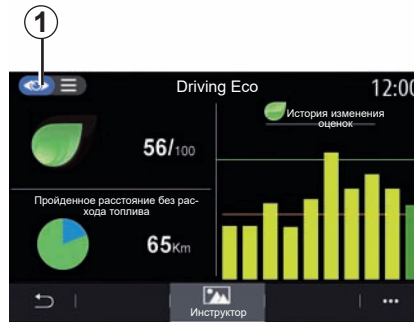 1
Driving Eco
12:00
56/100
История изменения
оценок
Пройденное расстояние без рас-
хода топлива
65Km
Инструктор